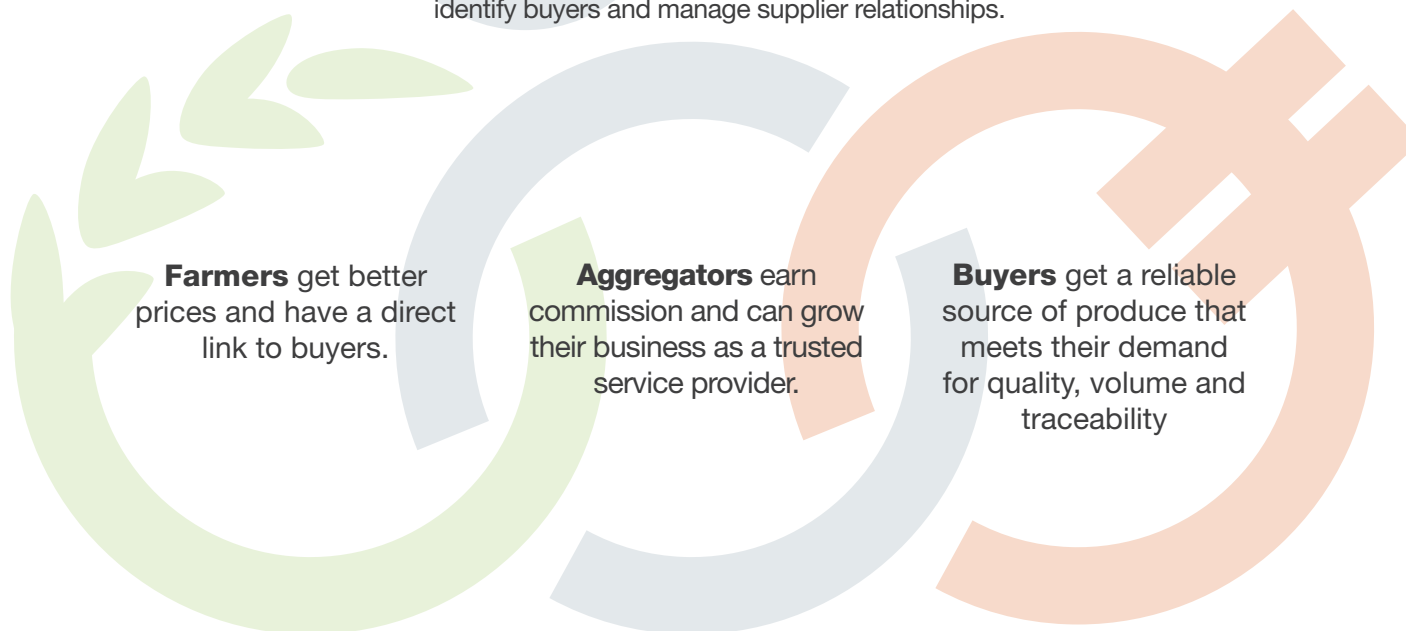 identify buyers and manage supplier relationships.
Farmers get better
prices and have a direct
link to buyers.
Aggregators earn
commission and can grow
their business as a trusted
service provider.
Buyers get a reliable
source of produce that
meets their demand
for quality, volume and
traceability